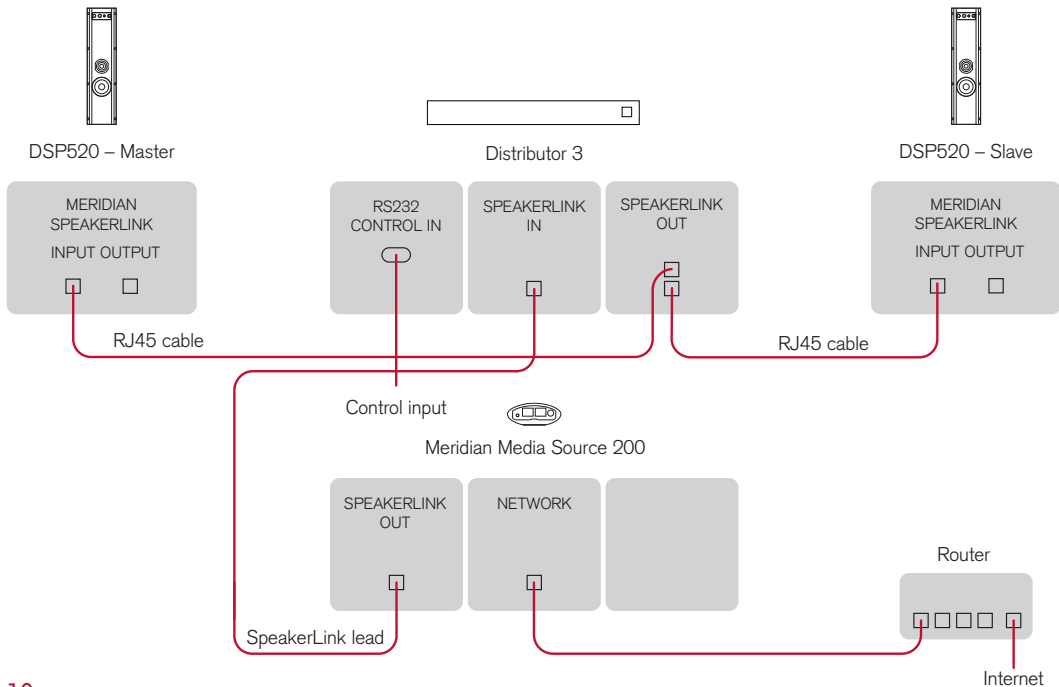 DSP520 – Master
Distributor 3
DSP520 – Slave
MERIDIAN
SPEAKERLINK
INPUT OUTPUT
RS232
CONTROL IN
SPEAKERLINK
IN
SPEAKERLINK
OUT
MERIDIAN
SPEAKERLINK
INPUT OUTPUT
RJ45 cable
RJ45 cable
Control input
Meridian Media Source 200
SPEAKERLINK
OUT
NETWORK
Router
SpeakerLink lead
Internet